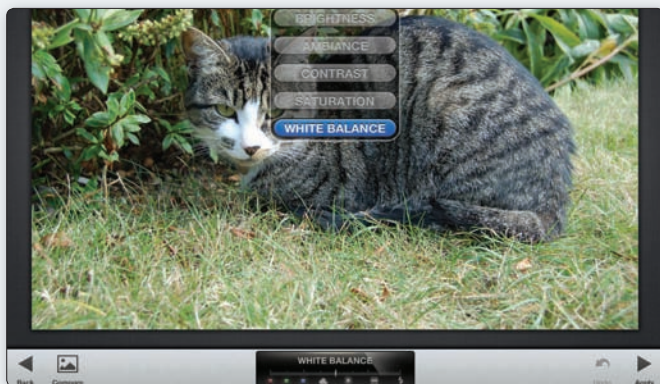 BRIGHTNESS
AMBIANCE
CONTRAST
SATURATION
WHITE BALANCE
WHITE BALANCE
Back
Compare
Undo
Apply